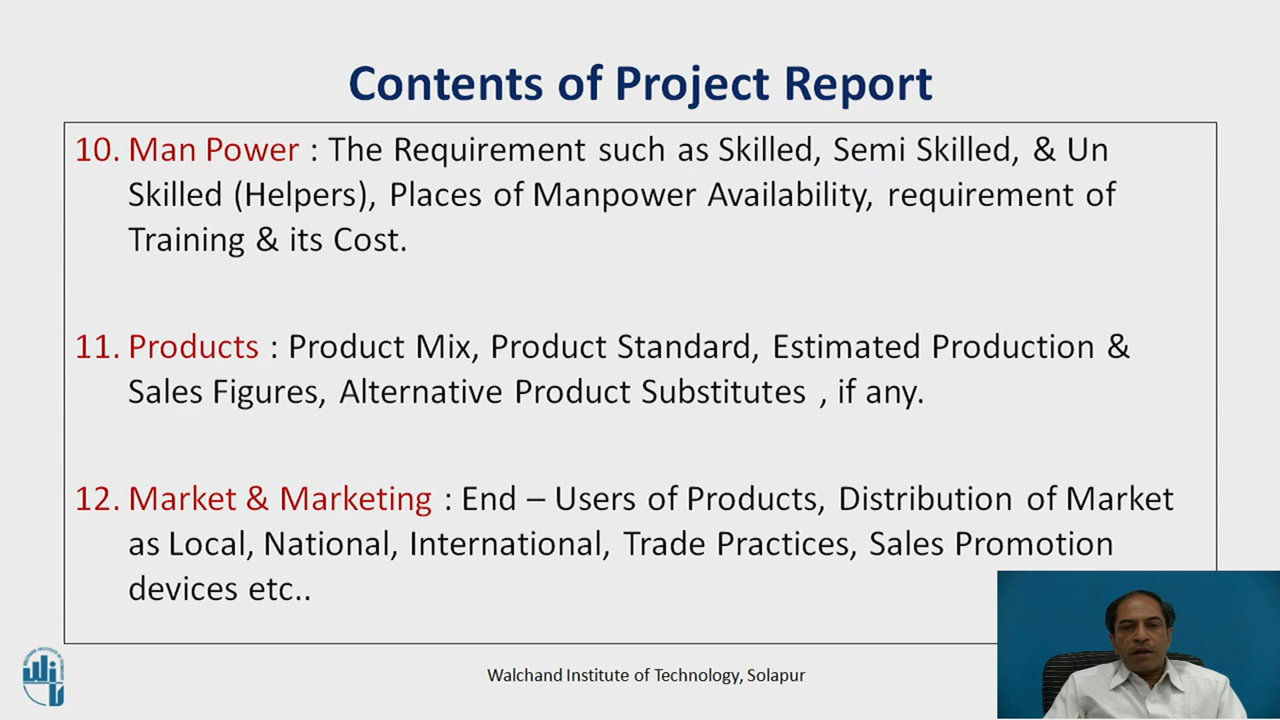 Contents of Project Report
10. Man Power : The Requirement such as Skilled, Semi Skilled, & Un
Skilled (Helpers), Places of Manpower Availability, requirement of
Training & its Cost.
11. Products : Product Mix, Product Standard, Estimated Production &
Sales Figures, Alternative Product Substitutes , if any.
12. Market & Marketing : End – Users of Products, Distribution of Market
as Local, National, International, Trade Practices, Sales Promotion
devices etc..
Walchand Institute of Technology, Solapur